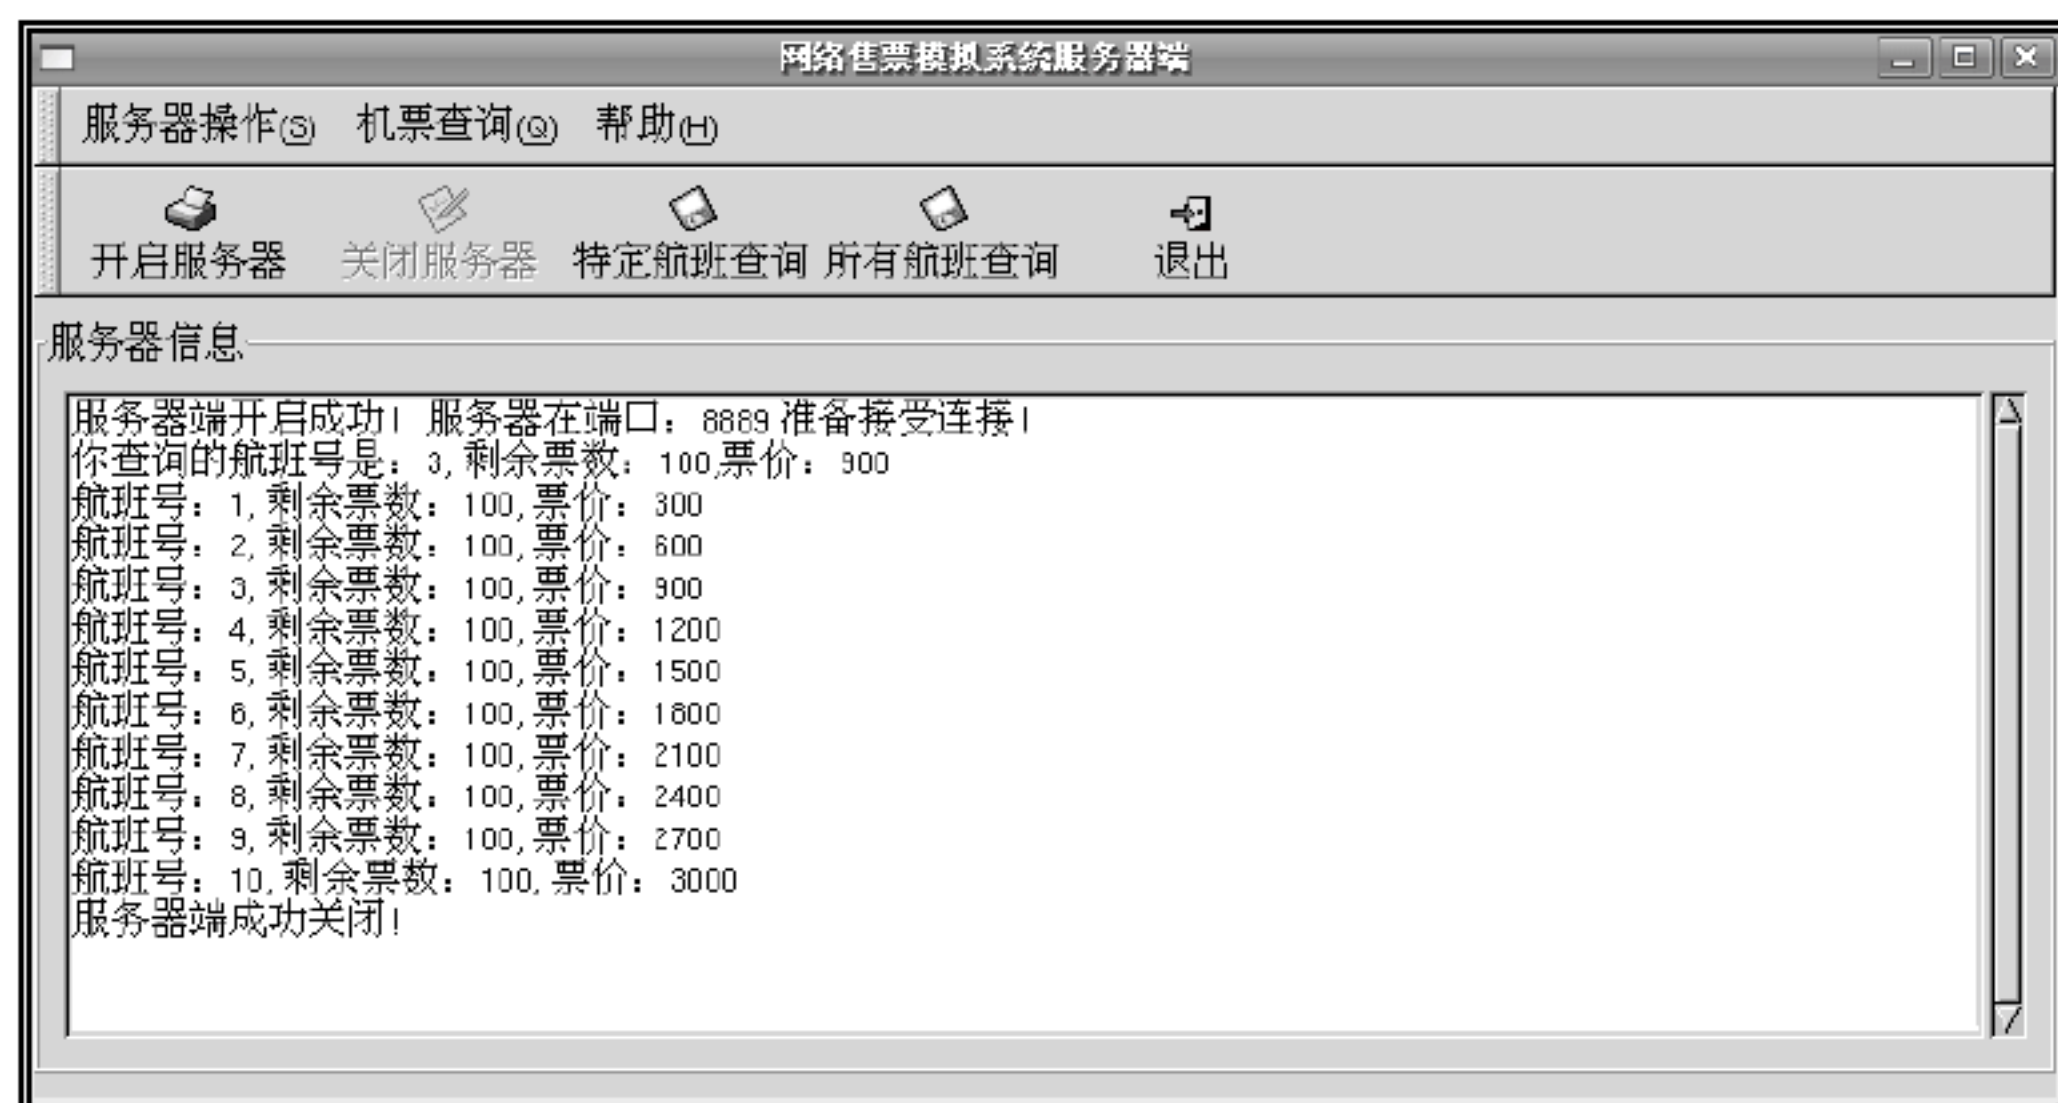 网络售票模拟系统服务器端
服务器操作(S) 机票查询(Q) 帮助(H)
开启服务器 关闭服务器 特定航班查询 所有航班查询 退出
服务器信息
服务器端开启成功! 服务器在端口: 8889 准备接受连接!
你查询的航班号是: 3, 剩余票数: 100,票价: 900
航班号: 1, 剩余票数: 100, 票价: 300
航班号: 2, 剩余票数: 100, 票价: 600
航班号: 3, 剩余票数: 100, 票价: 900
航班号: 4, 剩余票数: 100, 票价: 1200
航班号: 5, 剩余票数: 100, 票价: 1500
航班号: 6, 剩余票数: 100, 票价: 1800
航班号: 7, 剩余票数: 100, 票价: 2100
航班号: 8, 剩余票数: 100, 票价: 2400
航班号: 9, 剩余票数: 100, 票价: 2700
航班号: 10, 剩余票数: 100, 票价: 3000
服务器端成功关闭!